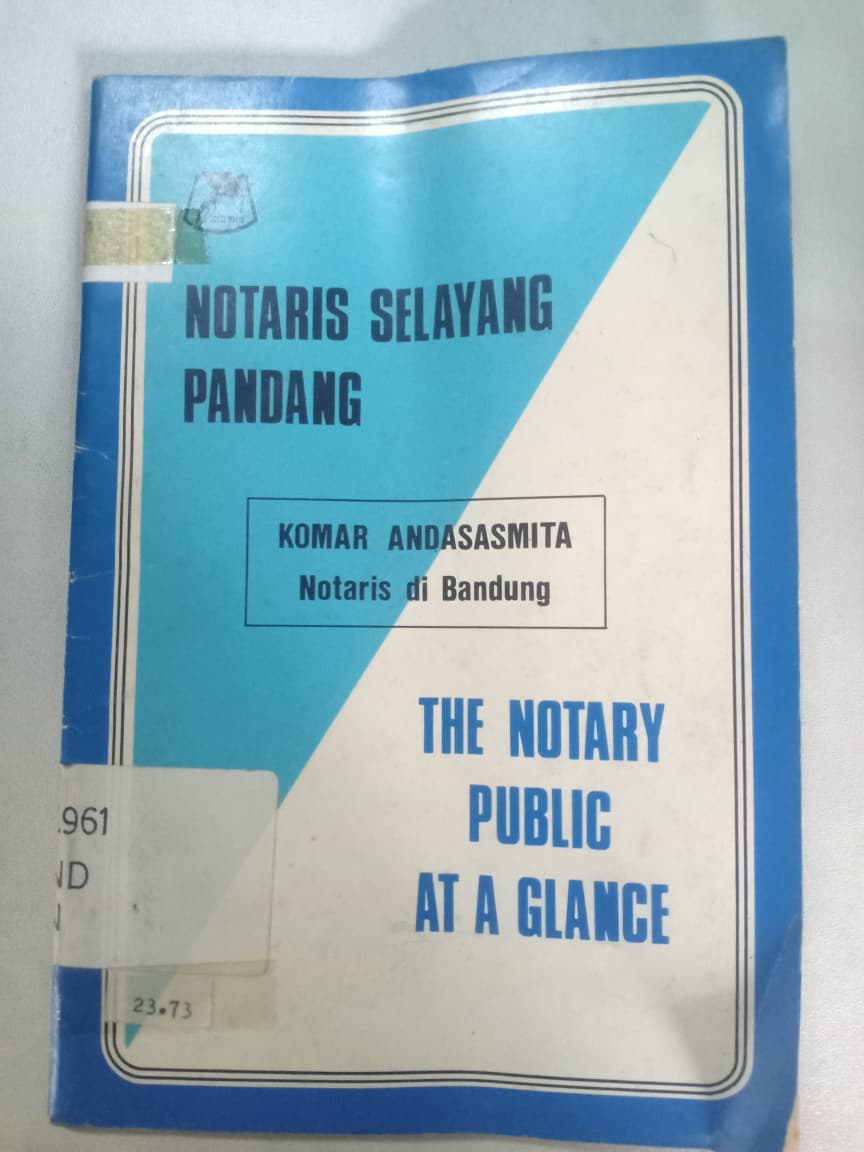 NOTARIS SELAYANG
PANDANG
KOMAR ANDASASMITA
Notaris di Bandung
THE NOTARY
PUBLIC
AT A GLANCE
.961
ND
N
23.73